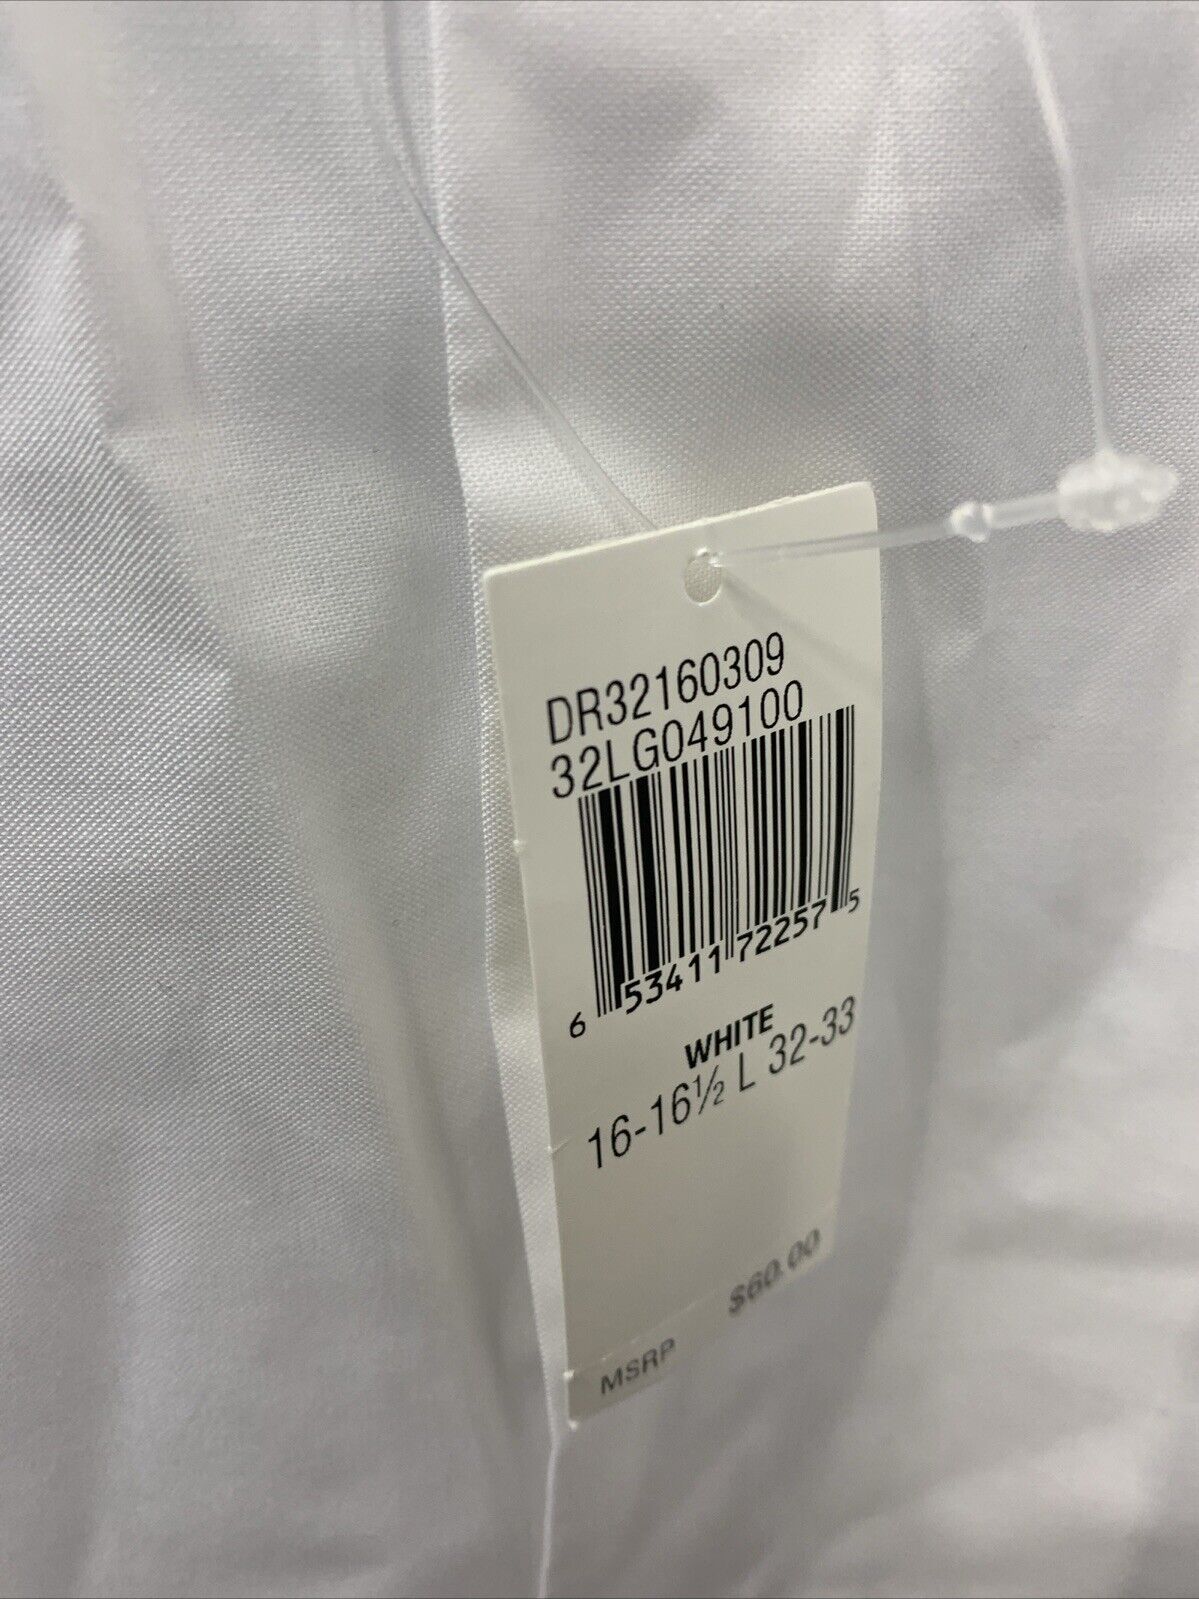 DR32160309
32LG049100
6 53411 72257 5
WHITE
16-16½ L 32-33
$60.00
MSRP